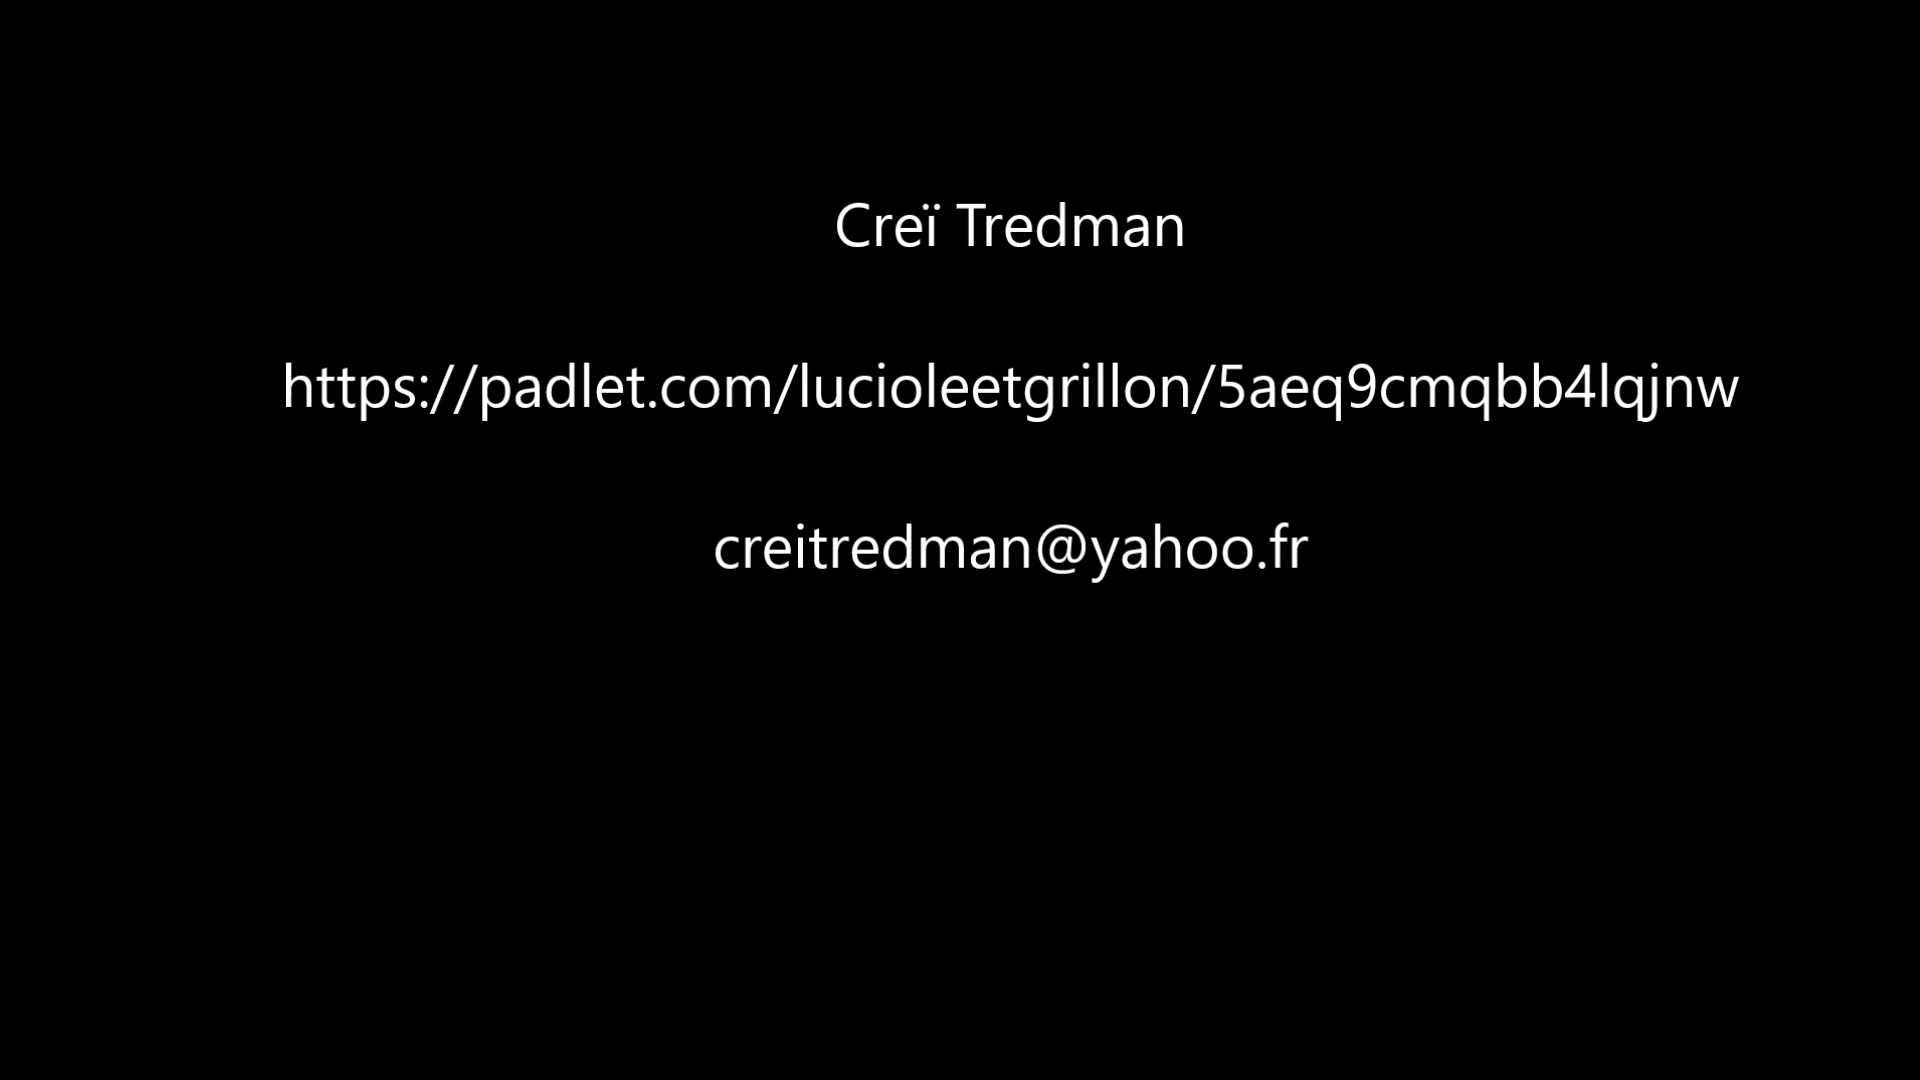 Creï Tredman
https://padlet.com/lucioleetgrillon/5aeq9cmqbb4lqjnw
creitredman@yahoo.fr